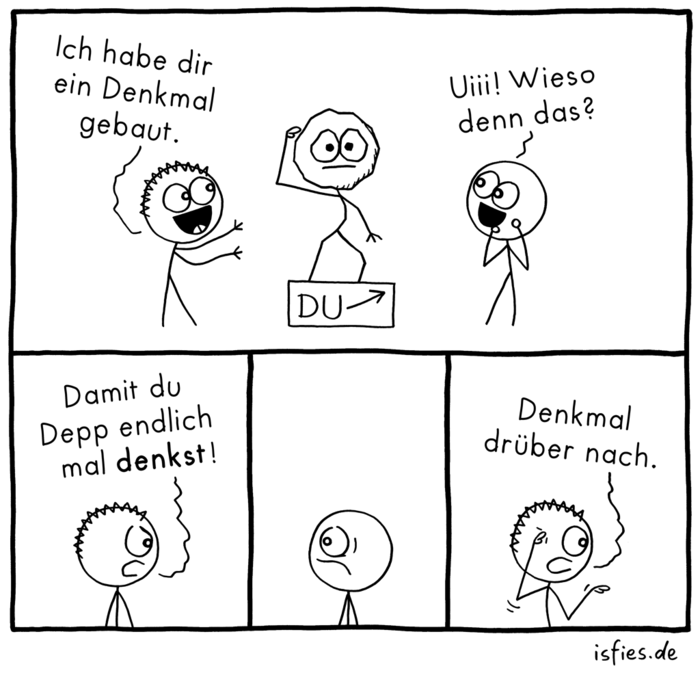 Ich habe dir
ein Denkmal
gebaut.
Uiii! Wieso
denn das?
DU
Damit du
Depp endlich
mal denkst!
Denkmal
drüber nach.
isfies.de